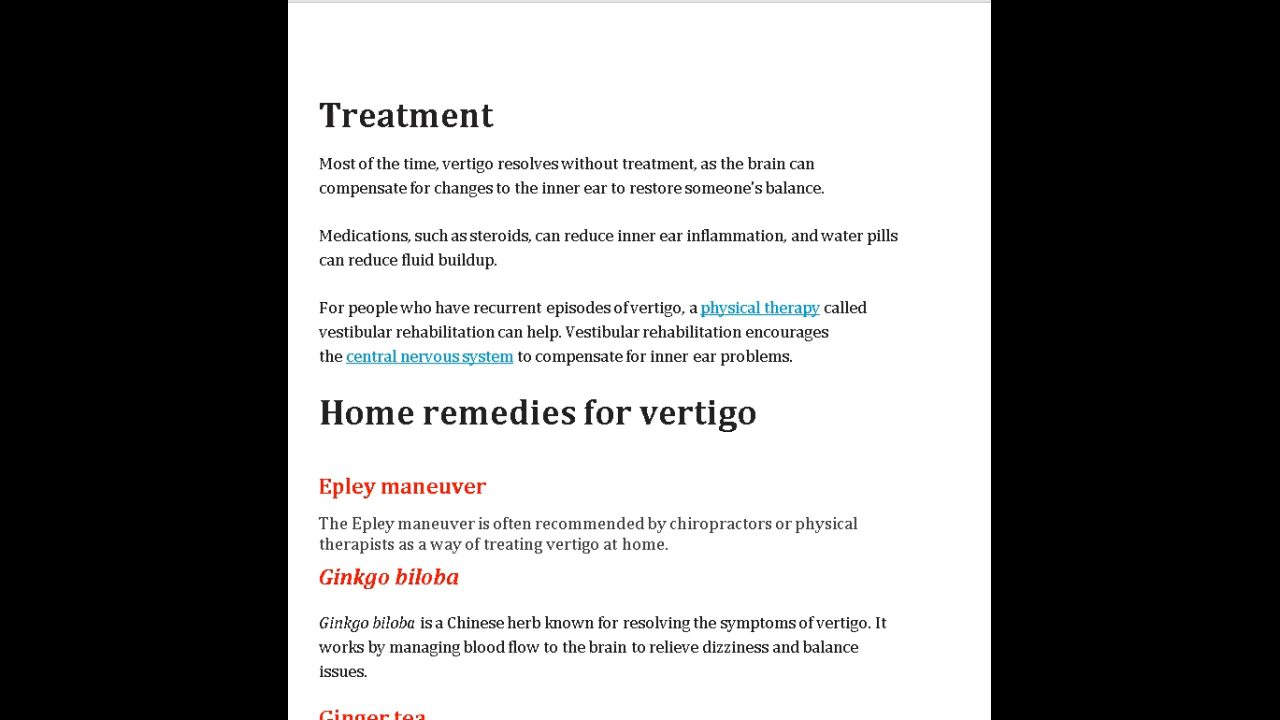 Treatment
Most of the time, vertigo resolves without treatment, as the brain can
compensate for changes to the inner ear to restore someone's balance.
Medications, such as steroids, can reduce inner ear inflammation, and water pills
can reduce fluid buildup.
For people who have recurrent episodes of vertigo, a physical therapy called
vestibular rehabilitation can help. Vestibular rehabilitation encourages
the central nervous system to compensate for inner ear problems.
Home remedies for vertigo
Epley maneuver
The Epley maneuver is often recommended by chiropractors or physical
therapists as a way of treating vertigo at home.
Ginkgo biloba
Ginkgo biloba is a Chinese herb known for resolving the symptoms of vertigo. It
works by managing blood flow to the brain to relieve dizziness and balance
issues.
Ginger tea